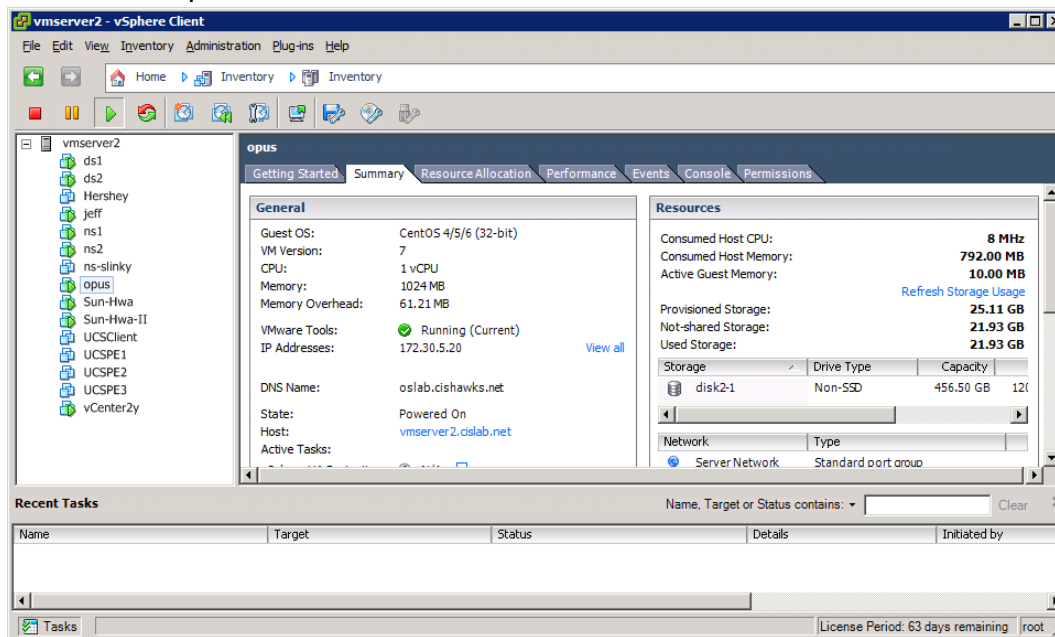 vmserver2 - vSphere Client
File Edit View Inventory Administration Plug-ins Help
Home Inventory Inventory
vmserver2
ds1
ds2
Hershey
jeff
ns1
ns2
ns-slinky
opus
Sun-Hwa
Sun-Hwa-II
UCSClient
UCSPE1
UCSPE2
UCSPE3
vCenter2y
opus
Getting Started Summary Resource Allocation Performance Events Console Permissions
General
Guest OS: CentOS 4/5/6 (32-bit)
VM Version: 7
CPU: 1 vCPU
Memory: 1024 MB
Memory Overhead: 61.21 MB
VMware Tools: Running (Current)
IP Addresses: 172.30.5.20 View all
DNS Name: oslab.cishawks.net
State: Powered On
Host: vmserver2.cislab.net
Active Tasks:
Resources
Consumed Host CPU: 8 MHz
Consumed Host Memory: 792.00 MB
Active Guest Memory: 10.00 MB
Refresh Storage Usage
Provisioned Storage: 25.11 GB
Not-shared Storage: 21.93 GB
Used Storage: 21.93 GB
Storage Drive Type Capacity
disk2-1 Non-SSD 456.50 GB 120
Network Type
Server Network Standard port group
Recent Tasks Name, Target or Status contains: Clear
Name Target Status Details Initiated by
Tasks License Period: 63 days remaining root